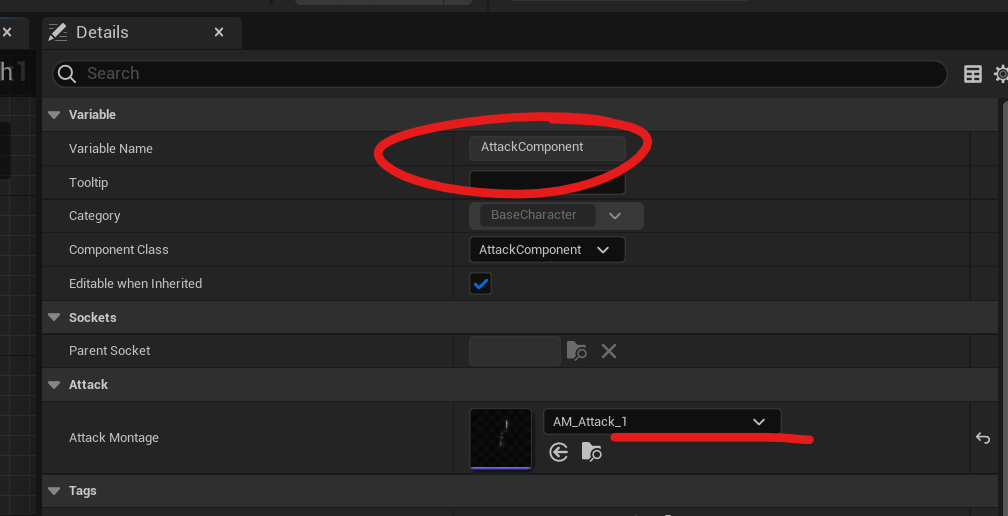 Details
h1
Search
Variable
Variable Name AttackComponent
Tooltip
Category BaseCharacter
Component Class AttackComponent
Editable when Inherited
Sockets
Parent Socket
Attack
Attack Montage AM_Attack_1
Tags